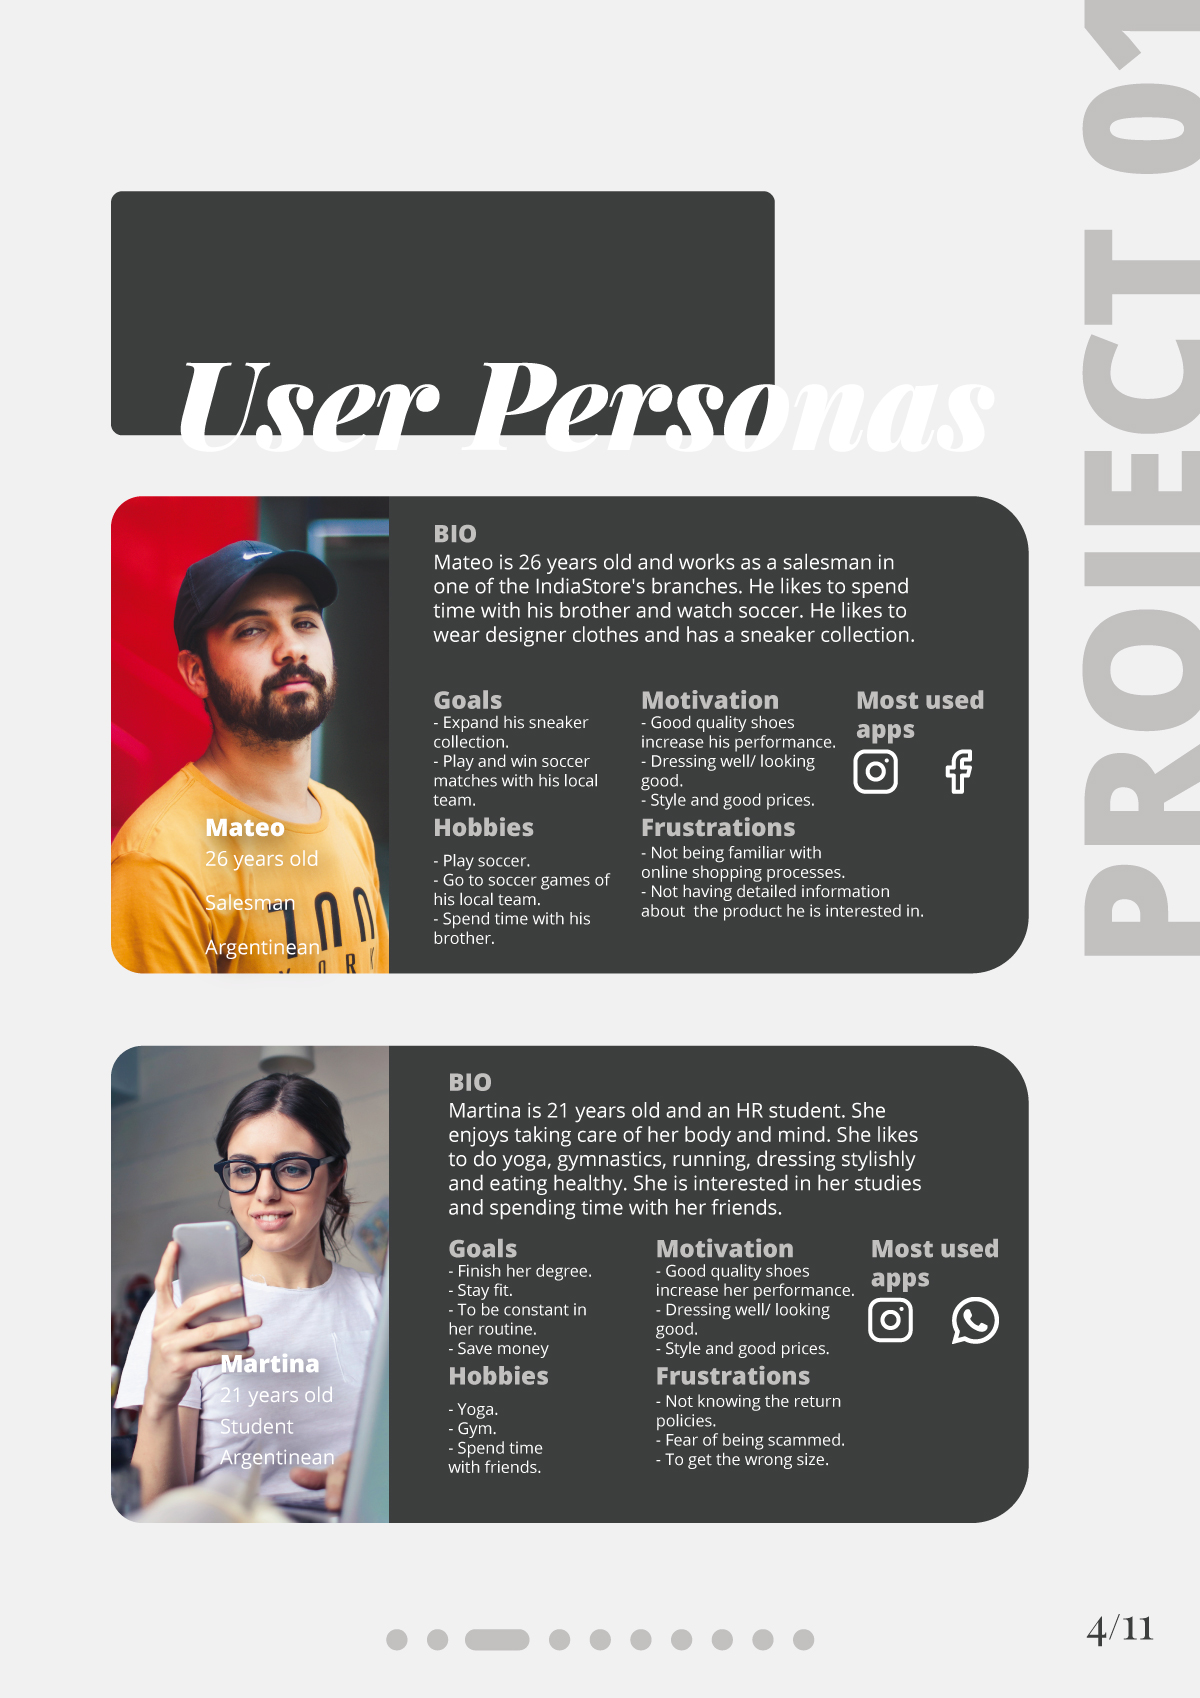 PROJECT 01
User Personas
BIO
Mateo is 26 years old and works as a salesman in
one of the IndiaStore's branches. He likes to spend
time with his brother and watch soccer. He likes to
wear designer clothes and has a sneaker collection.
Goals
- Expand his sneaker
collection.
- Play and win soccer
matches with his local
team.
Motivation
- Good quality shoes
increase his performance.
- Dressing well/ looking
good.
- Style and good prices.
Most used
apps
Mateo
26 years old
Salesman
Argentinean
100
YORK
Hobbies
- Play soccer.
- Go to soccer games of
his local team.
- Spend time with his
brother.
Frustrations
- Not being familiar with
online shopping processes.
- Not having detailed information
about  the product he is interested in.
BIO
Martina is 21 years old and an HR student. She
enjoys taking care of her body and mind. She likes
to do yoga, gymnastics, running, dressing stylishly
and eating healthy. She is interested in her studies
and spending time with her friends.
Goals
- Finish her degree.
- Stay fit.
- To be constant in
her routine.
- Save money
Motivation
- Good quality shoes
increase her performance.
- Dressing well/ looking
good.
- Style and good prices.
Most used
apps
Martina
21 years old
Student
Argentinean
Hobbies
- Yoga.
- Gym.
- Spend time
with friends.
Frustrations
- Not knowing the return
policies.
- Fear of being scammed.
- To get the wrong size.
4/11